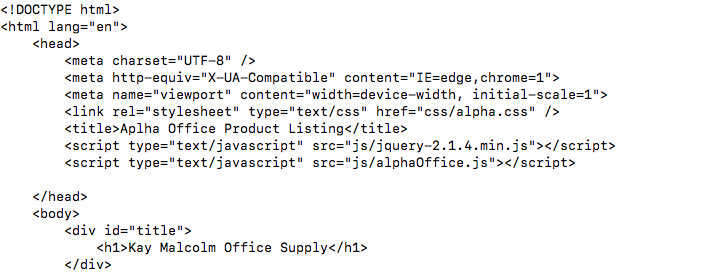 <!DOCTYPE html>
<html lang="en">
    <head>
        <meta charset="UTF-8" />
        <meta http-equiv="X-UA-Compatible" content="IE=edge,chrome=1">
        <meta name="viewport" content="width=device-width, initial-scale=1">
        <link rel="stylesheet" type="text/css" href="css/alpha.css" />
        <title>Aplha Office Product Listing</title>
        <script type="text/javascript" src="js/jquery-2.1.4.min.js"></script>
        <script type="text/javascript" src="js/alphaOffice.js"></script>

    </head>
    <body>
        <div id="title">
            <h1>Kay Malcolm Office Supply</h1>
        </div>